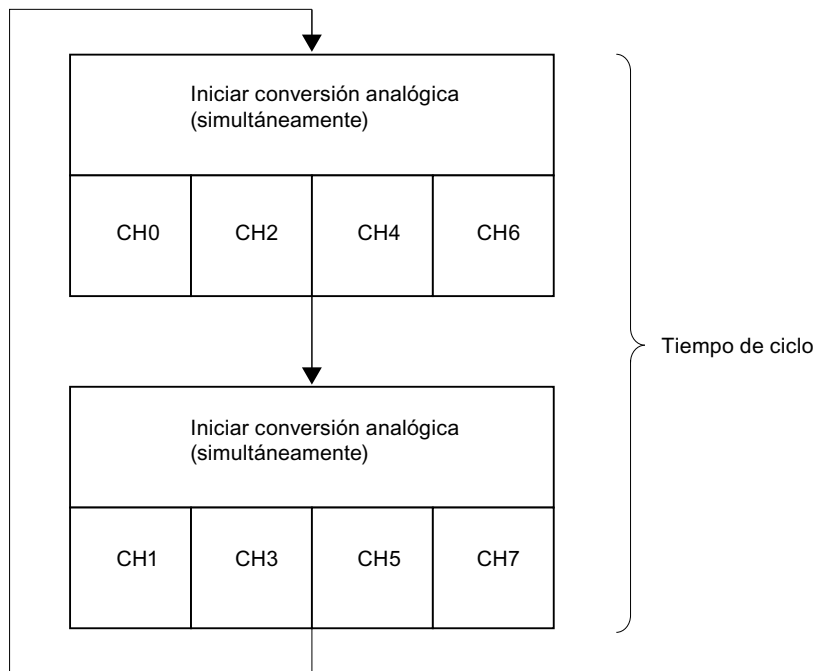 Iniciar conversión analógica
(simultáneamente)
CH0
CH2
CH4
CH6
Tiempo de ciclo
Iniciar conversión analógica
(simultáneamente)
CH1
CH3
CH5
CH7